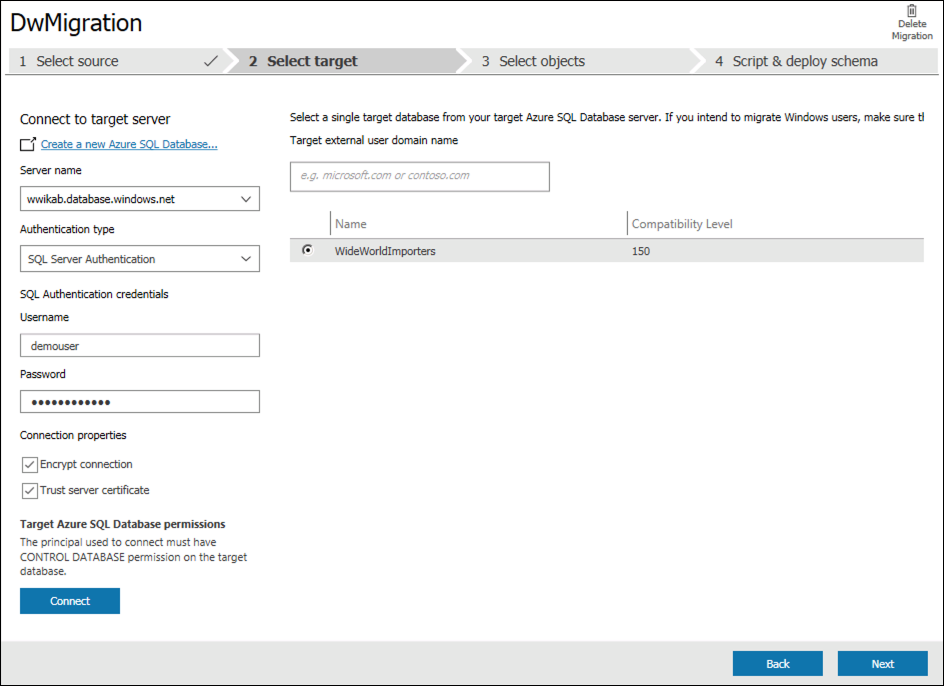 DwMigration
Delete
Migration
1 Select source
2 Select target
3 Select objects
4 Script & deploy schema
Connect to target server
Create a new Azure SQL Database...
Server name
wwikab.database.windows.net
Authentication type
SQL Server Authentication
SQL Authentication credentials
Username
demouser
Password
••••••••••••
Connection properties
Encrypt connection
Trust server certificate
Target Azure SQL Database permissions
The principal used to connect must have
CONTROL DATABASE permission on the target
database.
Connect
Select a single target database from your target Azure SQL Database server. If you intend to migrate Windows users, make sure th
Target external user domain name
e.g. microsoft.com or contoso.com
Name Compatibility Level
WideWorldImporters 150
Back
Next